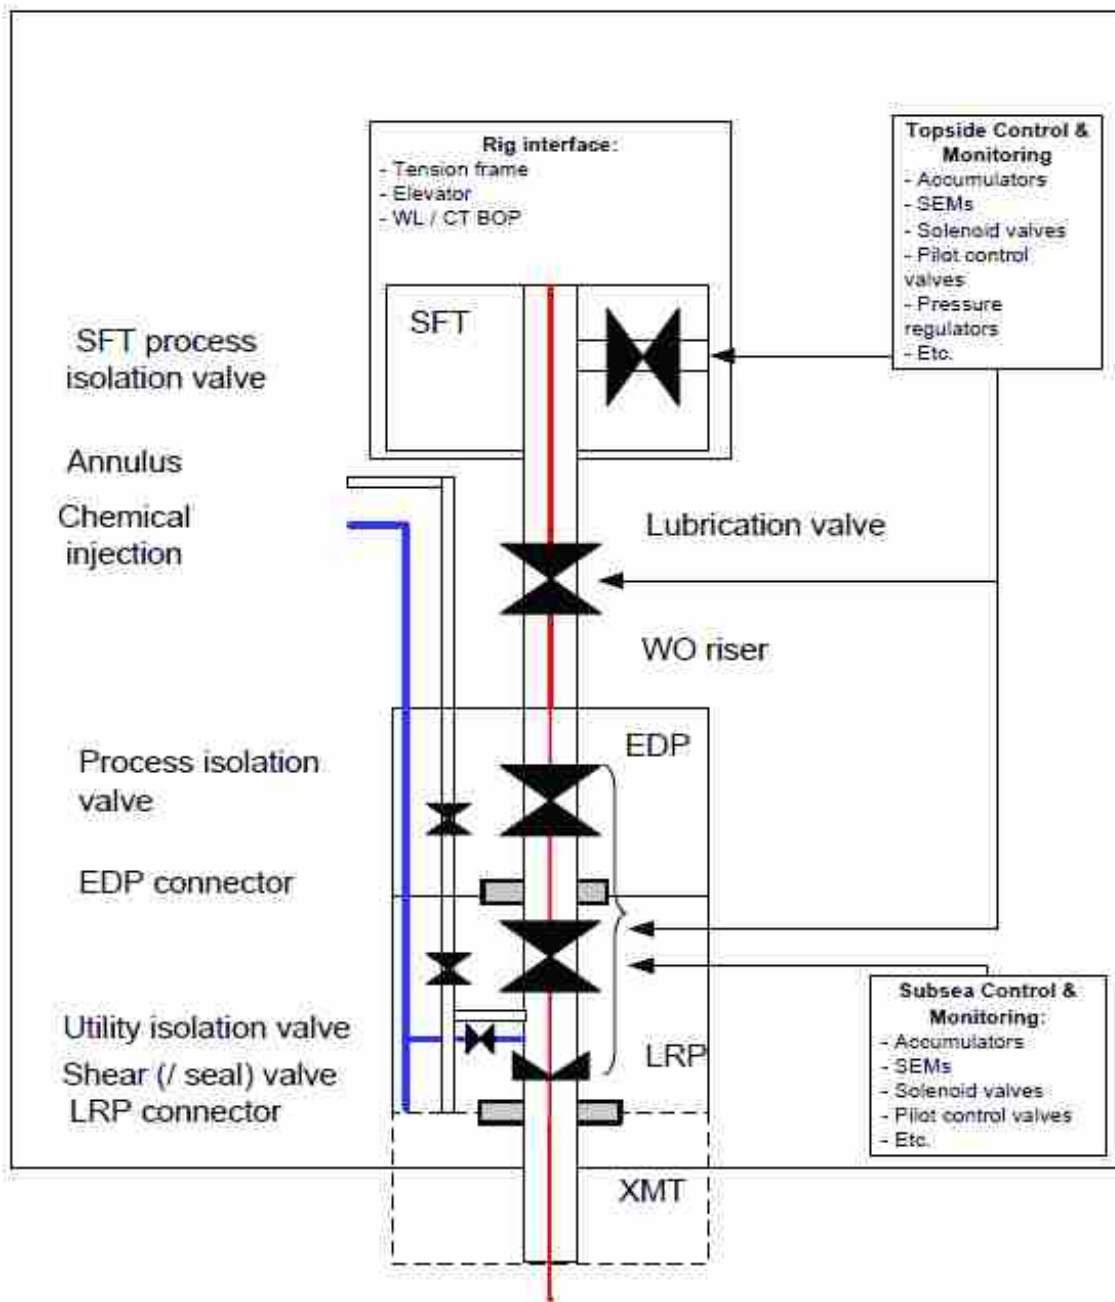 Rig interface:
- Tension frame
- Elevator
- WL / CT BOP
Topside Control &
Monitoring
- Accumulators
- SEMs
- Solenoid valves
- Pilot control
valves
- Pressure
regulators
- Etc.
SFT
SFT process
isolation valve
Annulus
Chemical
injection
Lubrication valve
WO riser
EDP
Process isolation
valve
EDP connector
Utility isolation valve
Shear (/ seal) valve
LRP connector
LRP
Subsea Control &
Monitoring:
- Accumulators
- SEMs
- Solenoid valves
- Pilot control valves
- Etc.
XMT